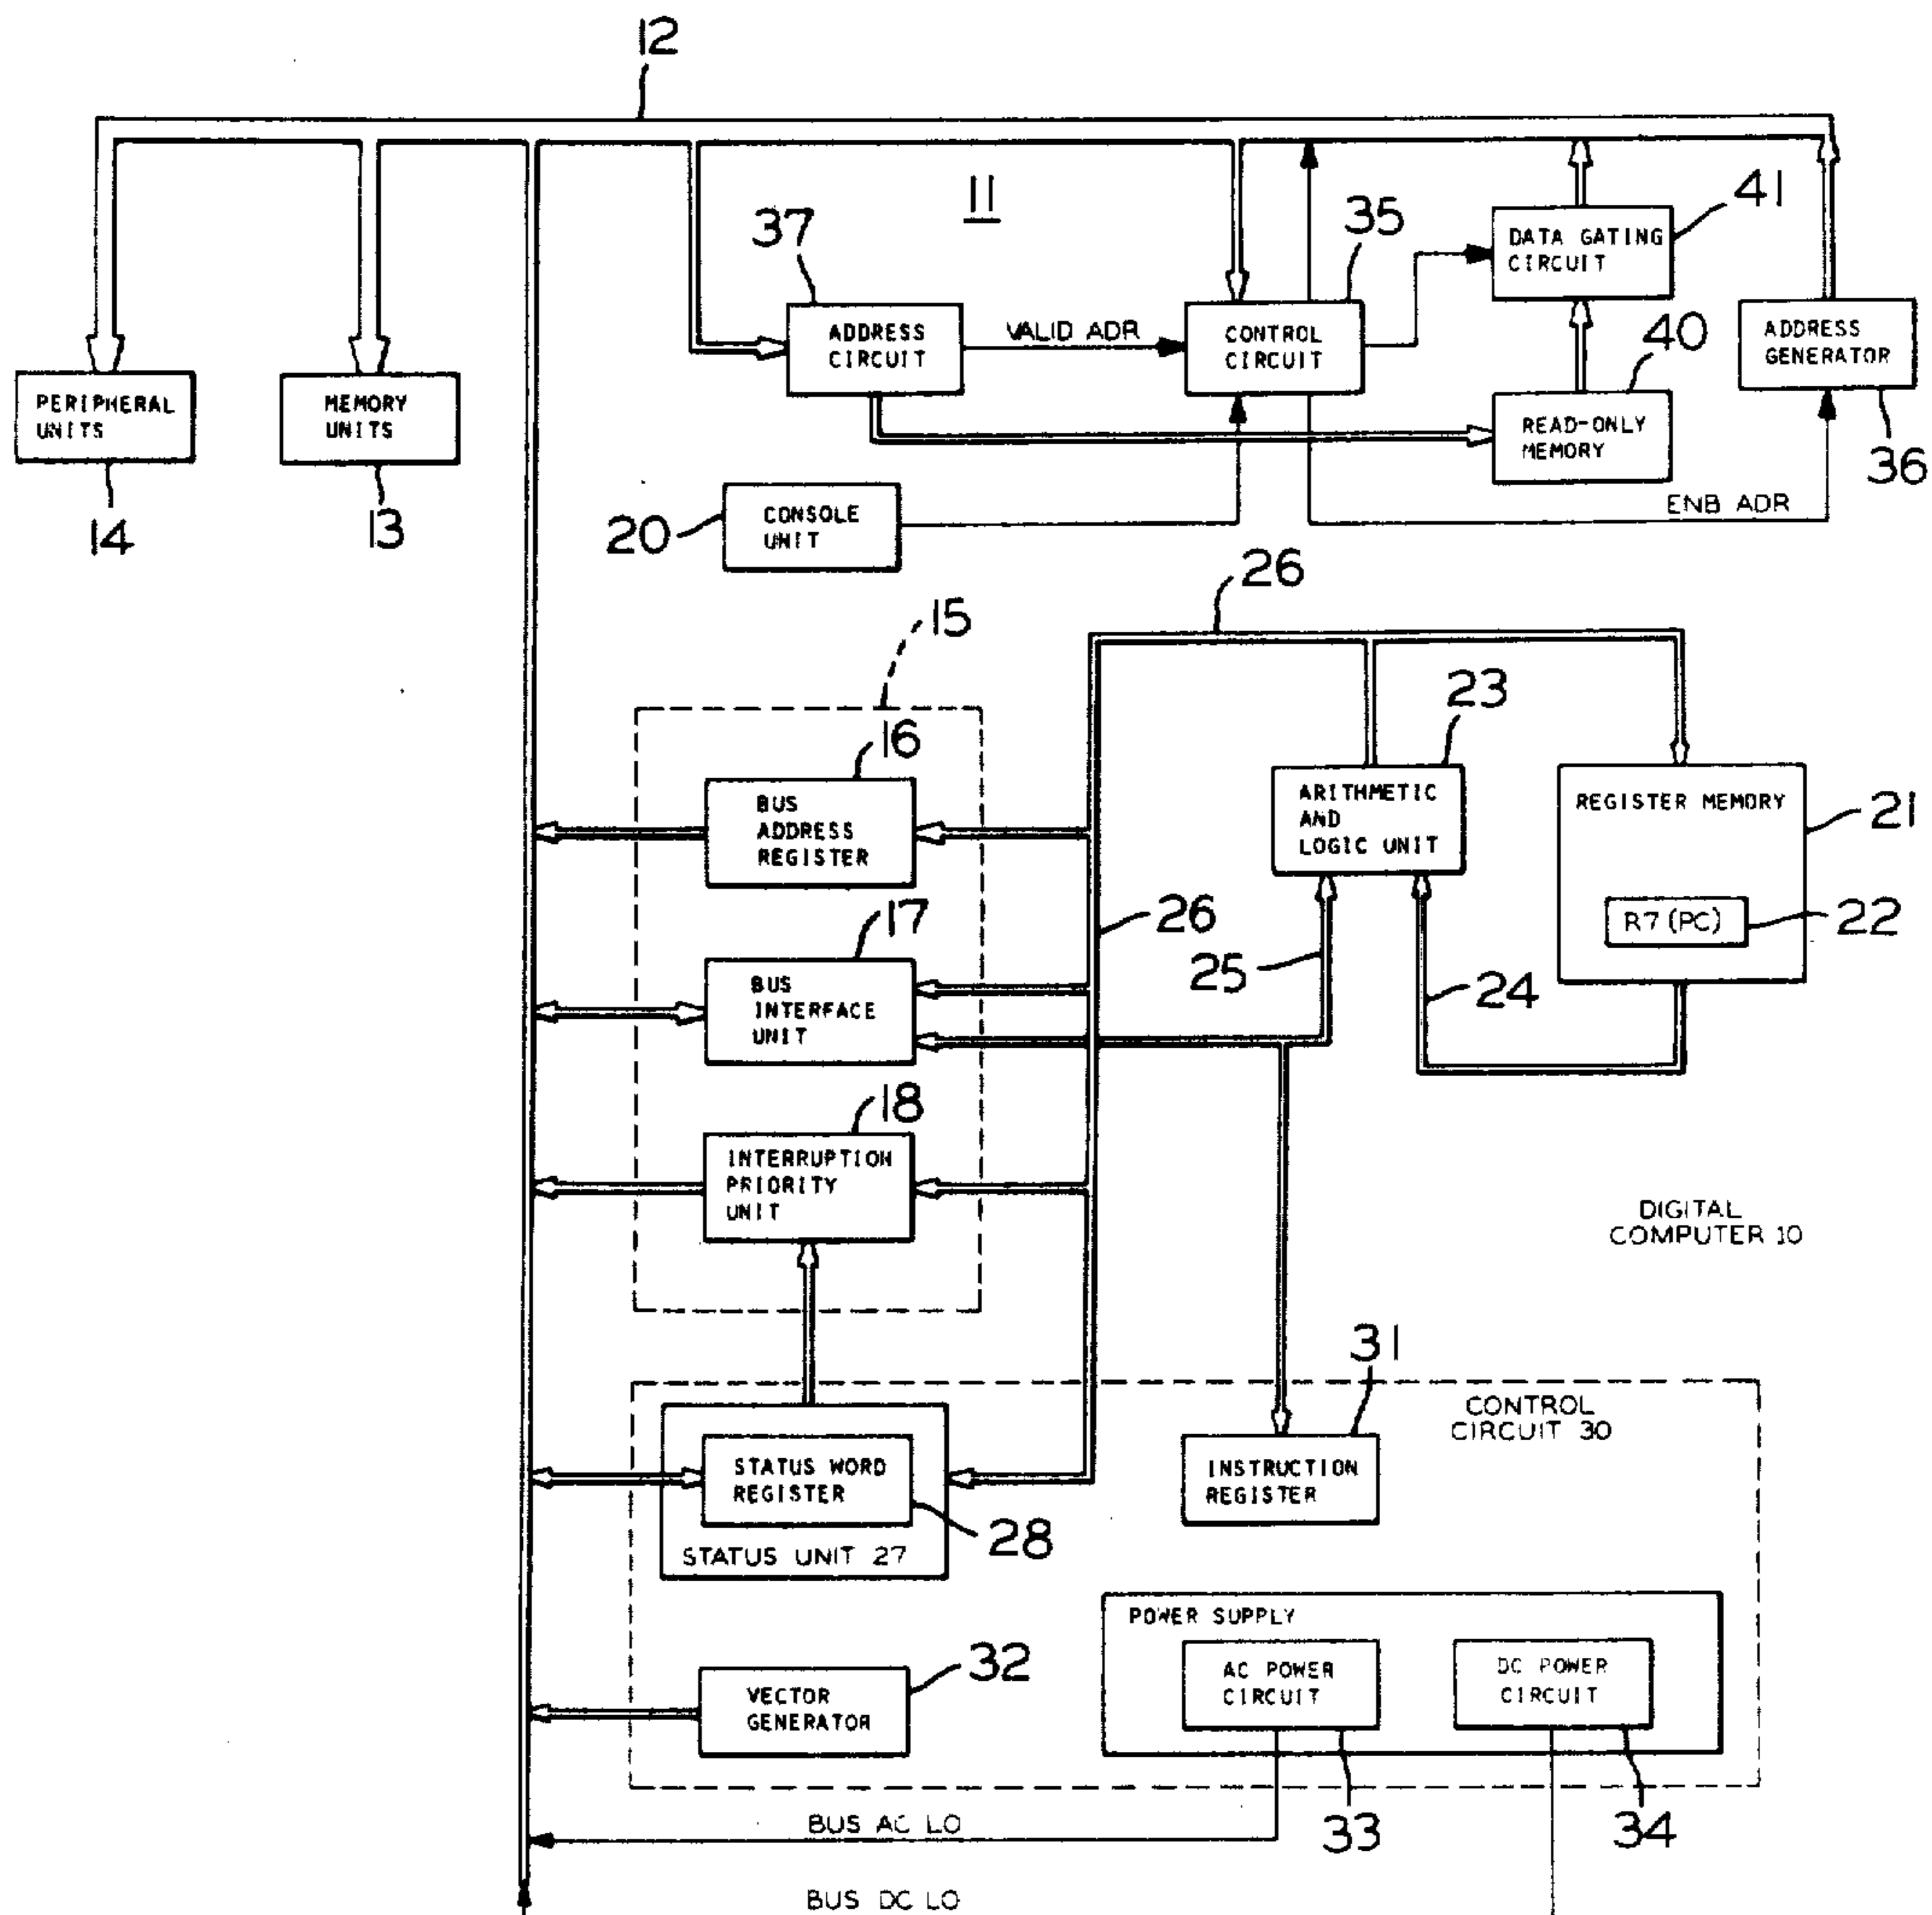 12
11
37
35
41
DATA GATING
CIRCUIT
ADDRESS
CIRCUIT
VALID ADR
CONTROL
CIRCUIT
40
ADDRESS
GENERATOR
PERIPHERAL
UNITS
MEMORY
UNITS
READ-ONLY
MEMORY
36
14
13
20
CONSOLE
UNIT
ENB ADR
26
15
23
16
BUS
ADDRESS
REGISTER
ARITHMETIC
AND
LOGIC UNIT
REGISTER MEMORY
21
R7 (PC)
22
26
17
25
24
BUS
INTERFACE
UNIT
18
INTERRUPTION
PRIORITY
UNIT
DIGITAL
COMPUTER 10
31
CONTROL
CIRCUIT 30
STATUS WORD
REGISTER
INSTRUCTION
REGISTER
28
STATUS UNIT 27
POWER SUPPLY
32
VECTOR
GENERATOR
AC POWER
CIRCUIT
DC POWER
CIRCUIT
33
34
BUS AC LO
BUS DC LO